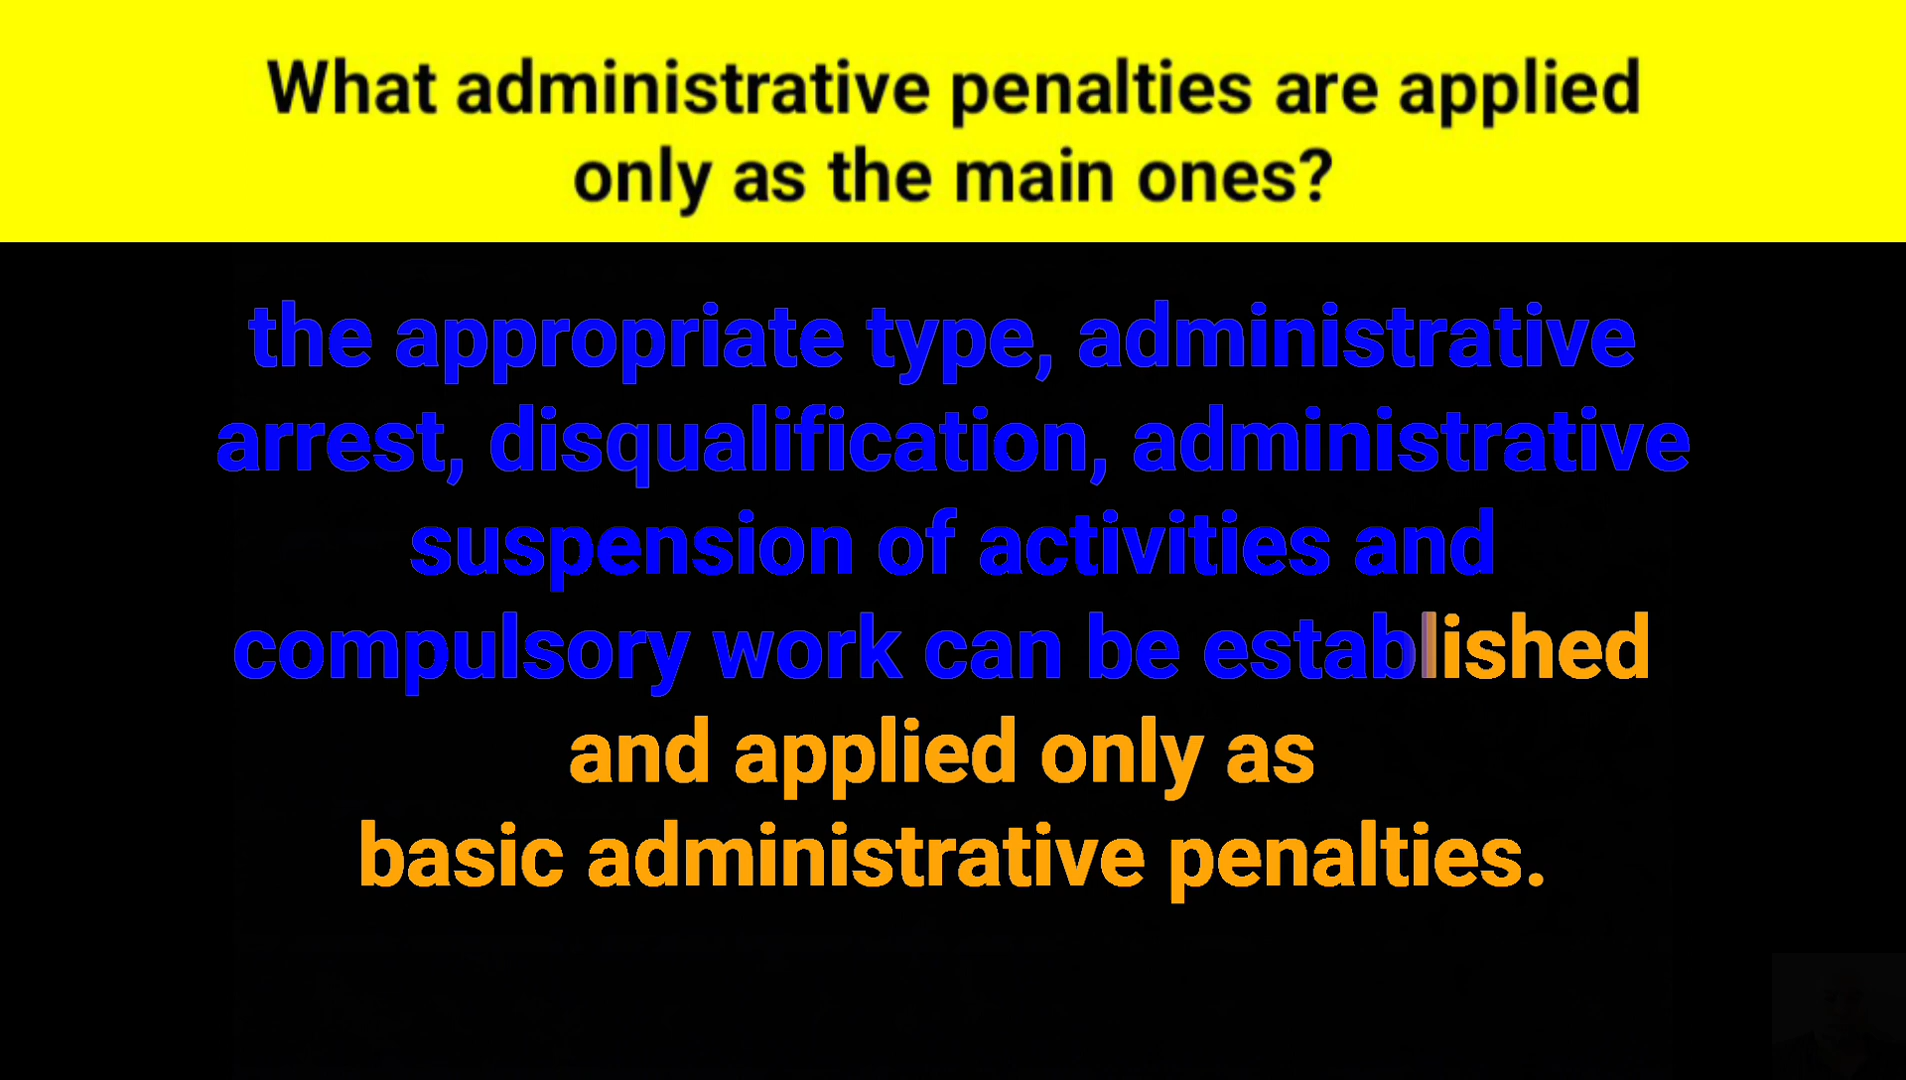 What administrative penalties are applied
only as the main ones?
the appropriate type, administrative
arrest, disqualification, administrative
suspension of activities and
compulsory work can be established
and applied only as
basic administrative penalties.